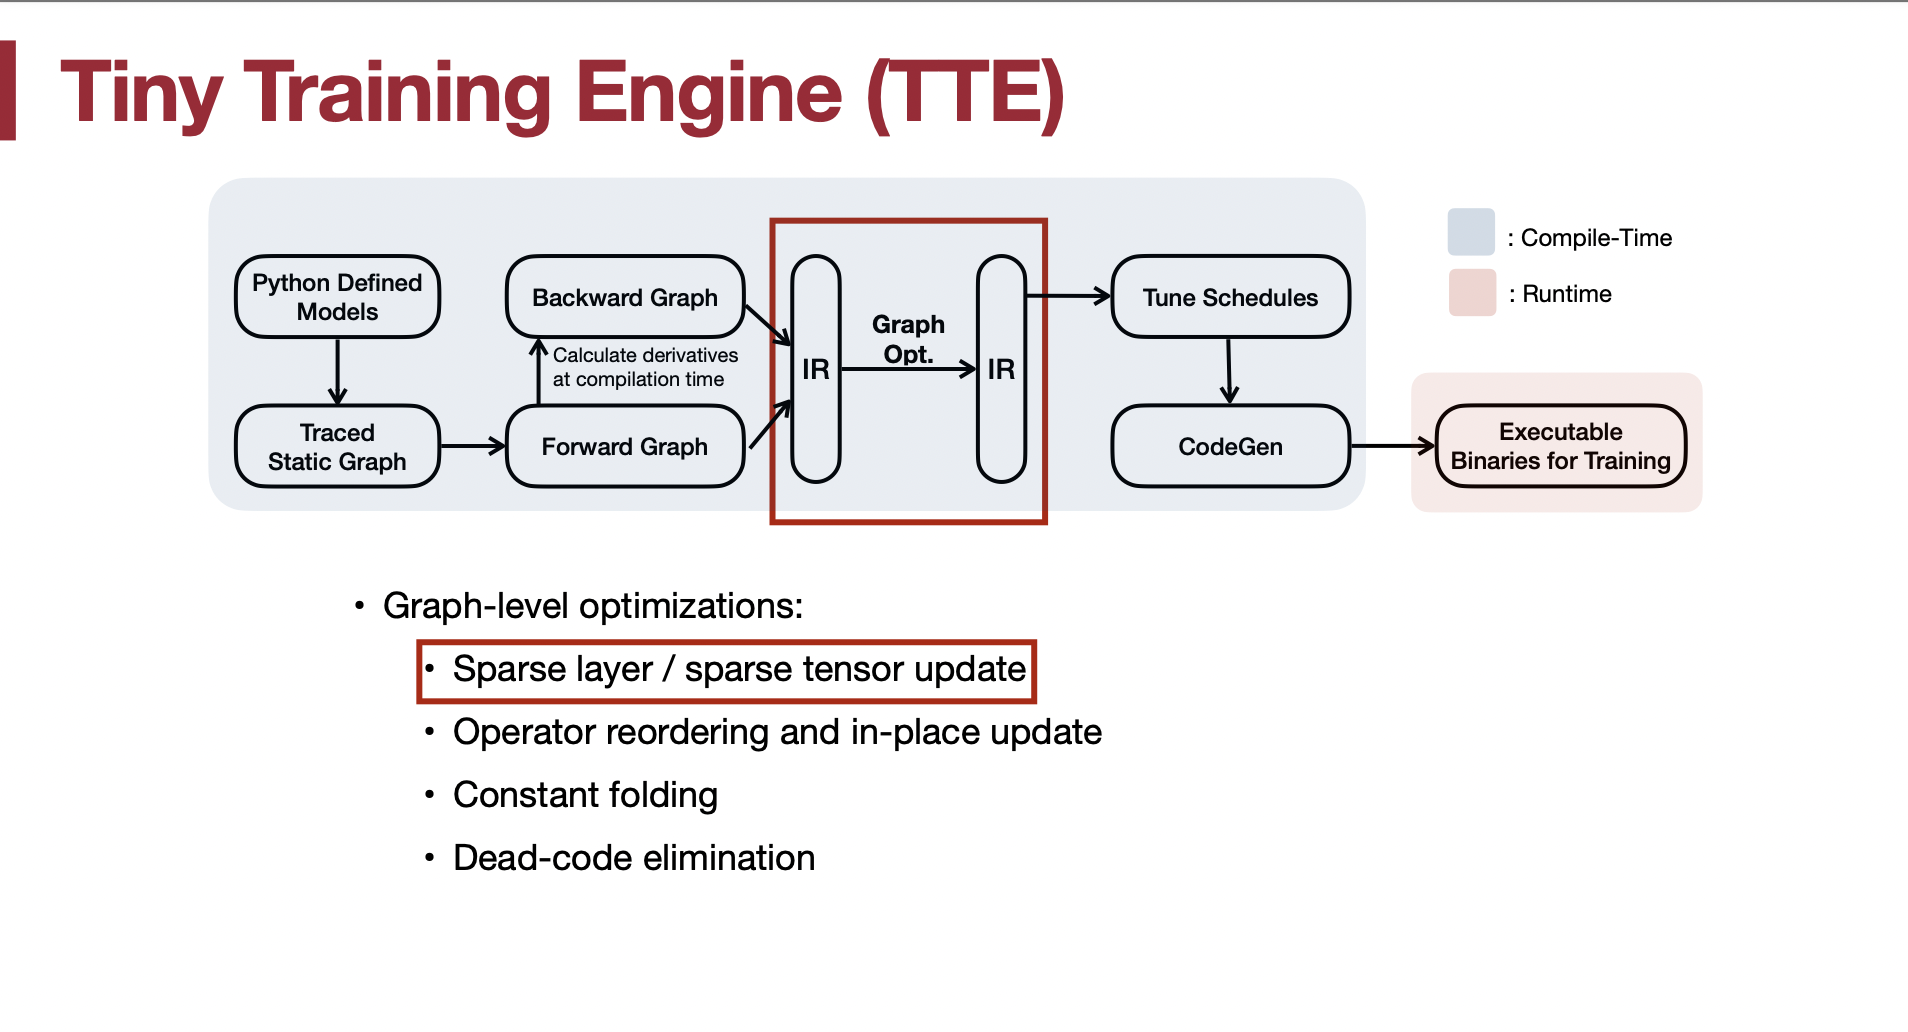 Tiny Training Engine (TTE)
Python Defined
Models
Traced
Static Graph
Backward Graph
Calculate derivatives
at compilation time
Forward Graph
IR
Graph
Opt.
IR
Tune Schedules
CodeGen
Executable
Binaries for Training
: Compile-Time
: Runtime
• Graph-level optimizations:
• Sparse layer / sparse tensor update
• Operator reordering and in-place update
• Constant folding
• Dead-code elimination